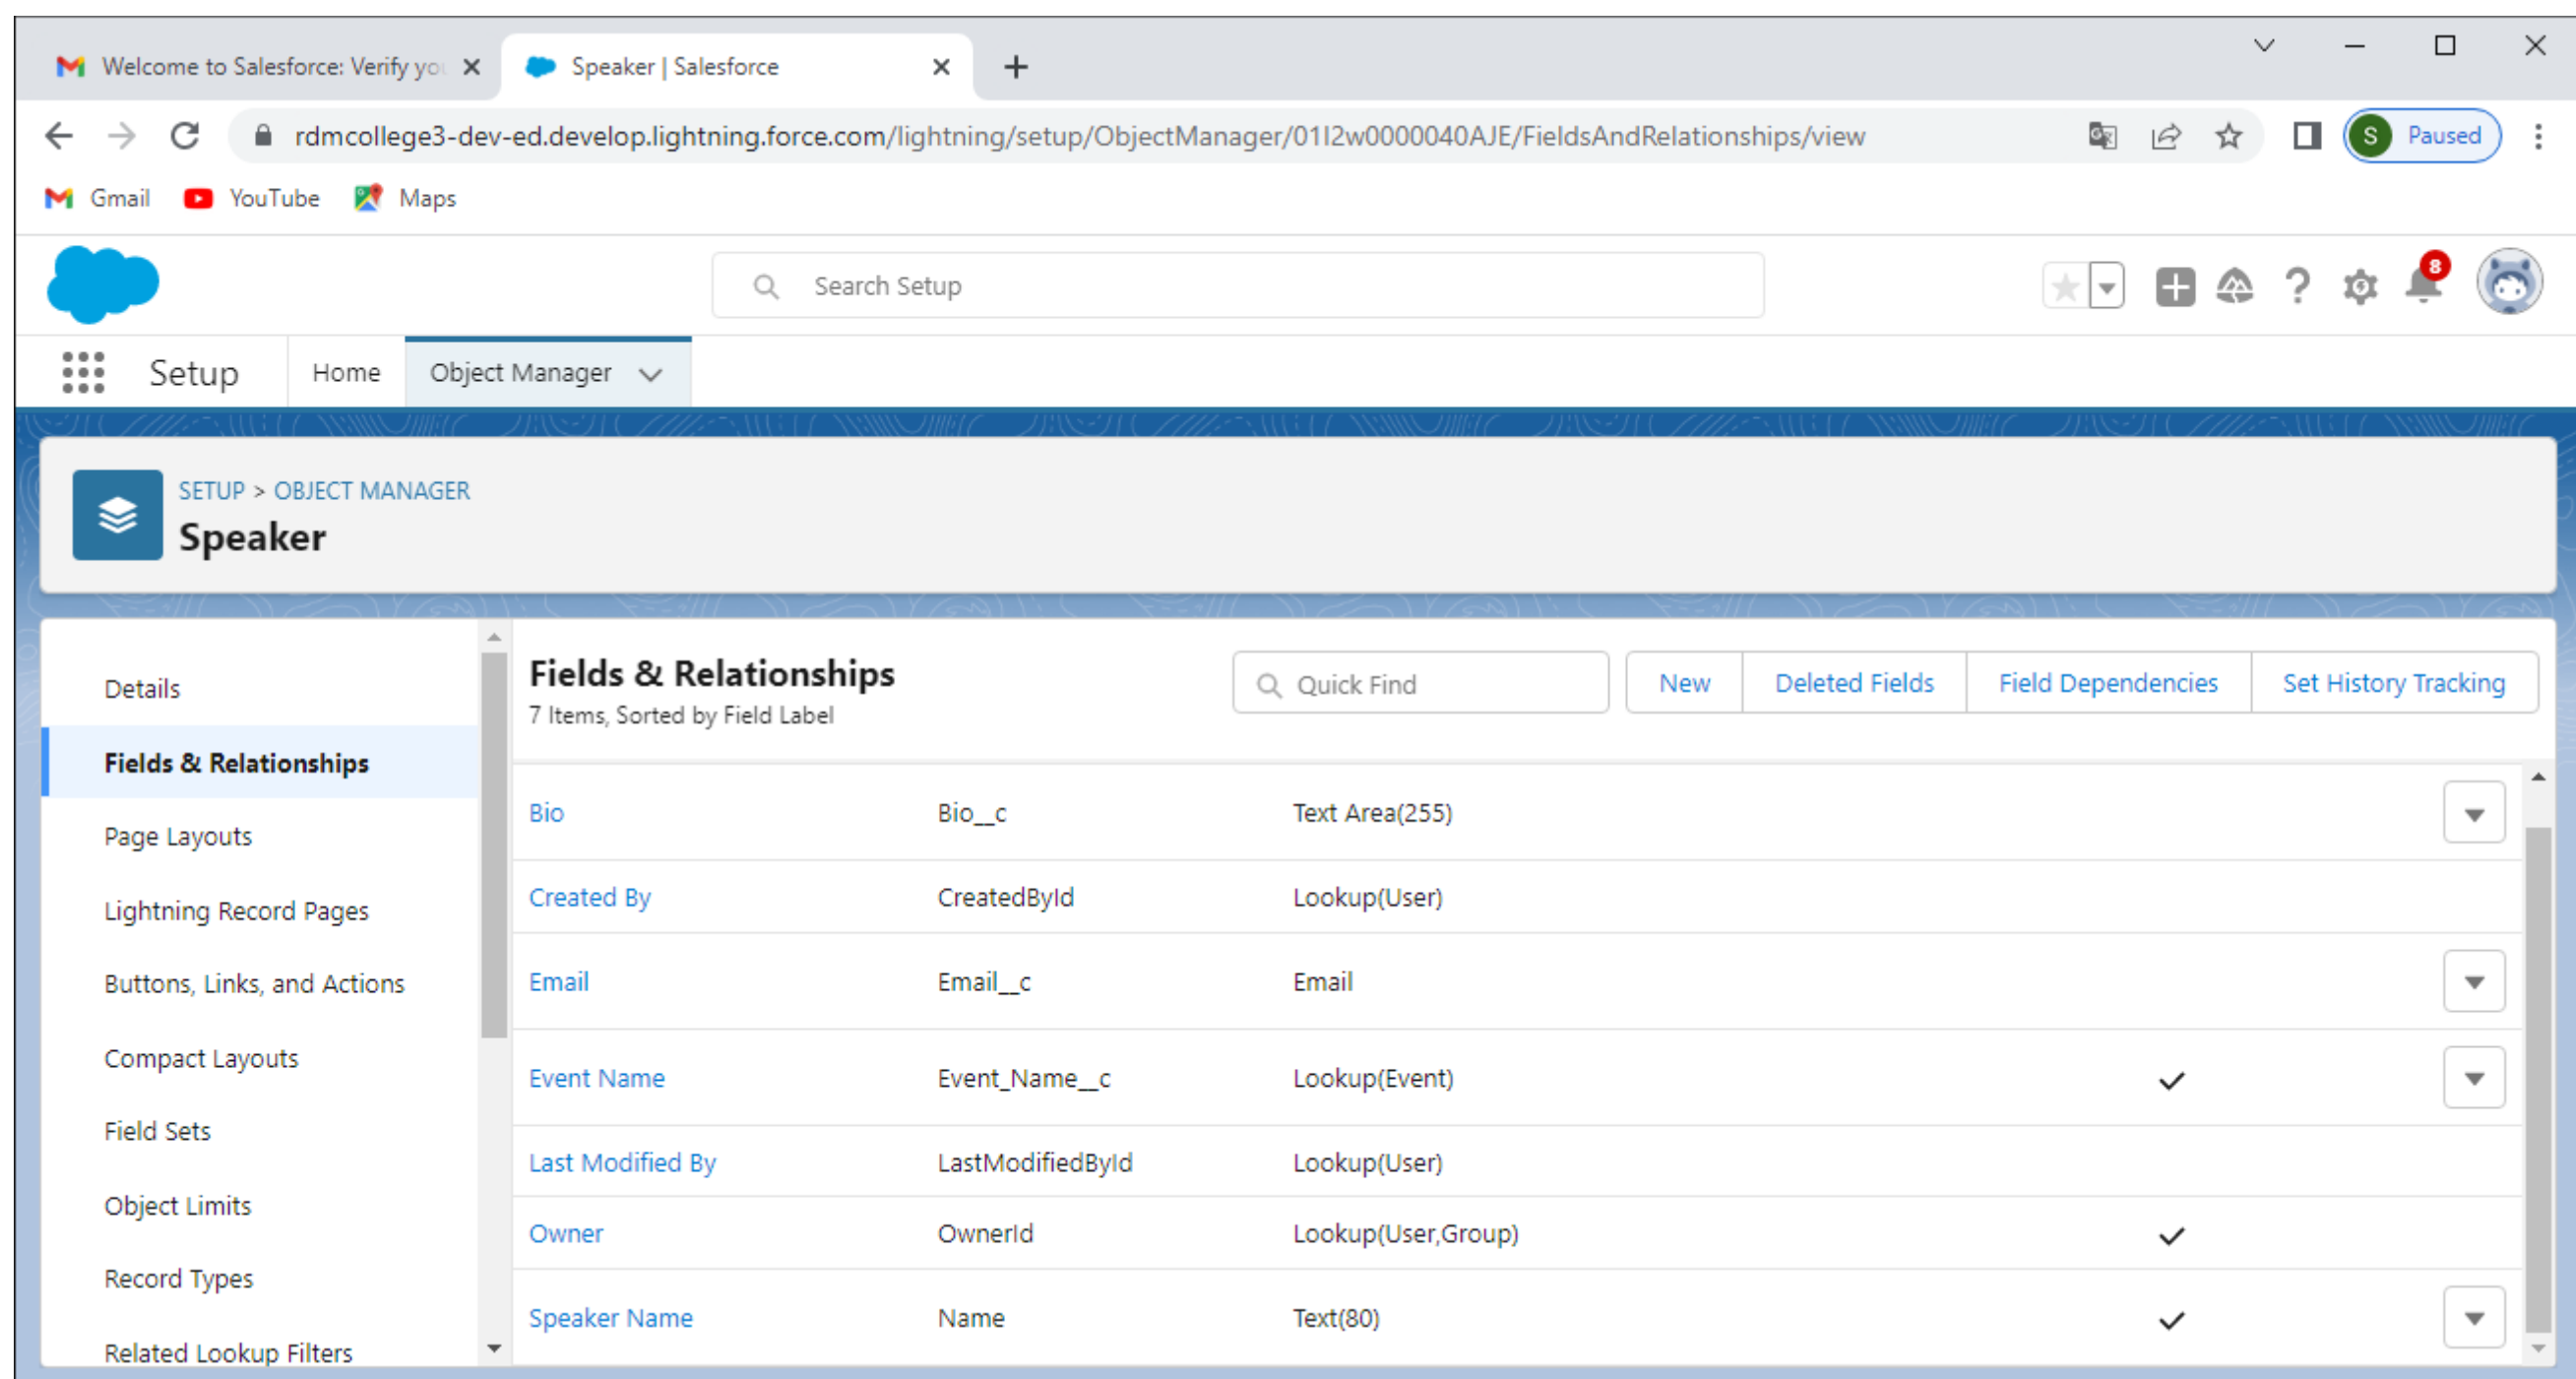 Welcome to Salesforce: Verify you
Speaker | Salesforce
rdmcollege3-dev-ed.develop.lightning.force.com/lightning/setup/ObjectManager/01I2w0000040AJE/FieldsAndRelationships/view
S Paused
Gmail YouTube Maps
Search Setup
8
Setup Home Object Manager
SETUP > OBJECT MANAGER
Speaker
Details
Fields & Relationships
Page Layouts
Lightning Record Pages
Buttons, Links, and Actions
Compact Layouts
Field Sets
Object Limits
Record Types
Related Lookup Filters
Fields & Relationships
7 Items, Sorted by Field Label
Quick Find
New Deleted Fields Field Dependencies Set History Tracking
Bio Bio__c Text Area(255)
Created By CreatedById Lookup(User)
Email Email__c Email
Event Name Event_Name__c Lookup(Event)
Last Modified By LastModifiedById Lookup(User)
Owner OwnerId Lookup(User,Group)
Speaker Name Name Text(80)